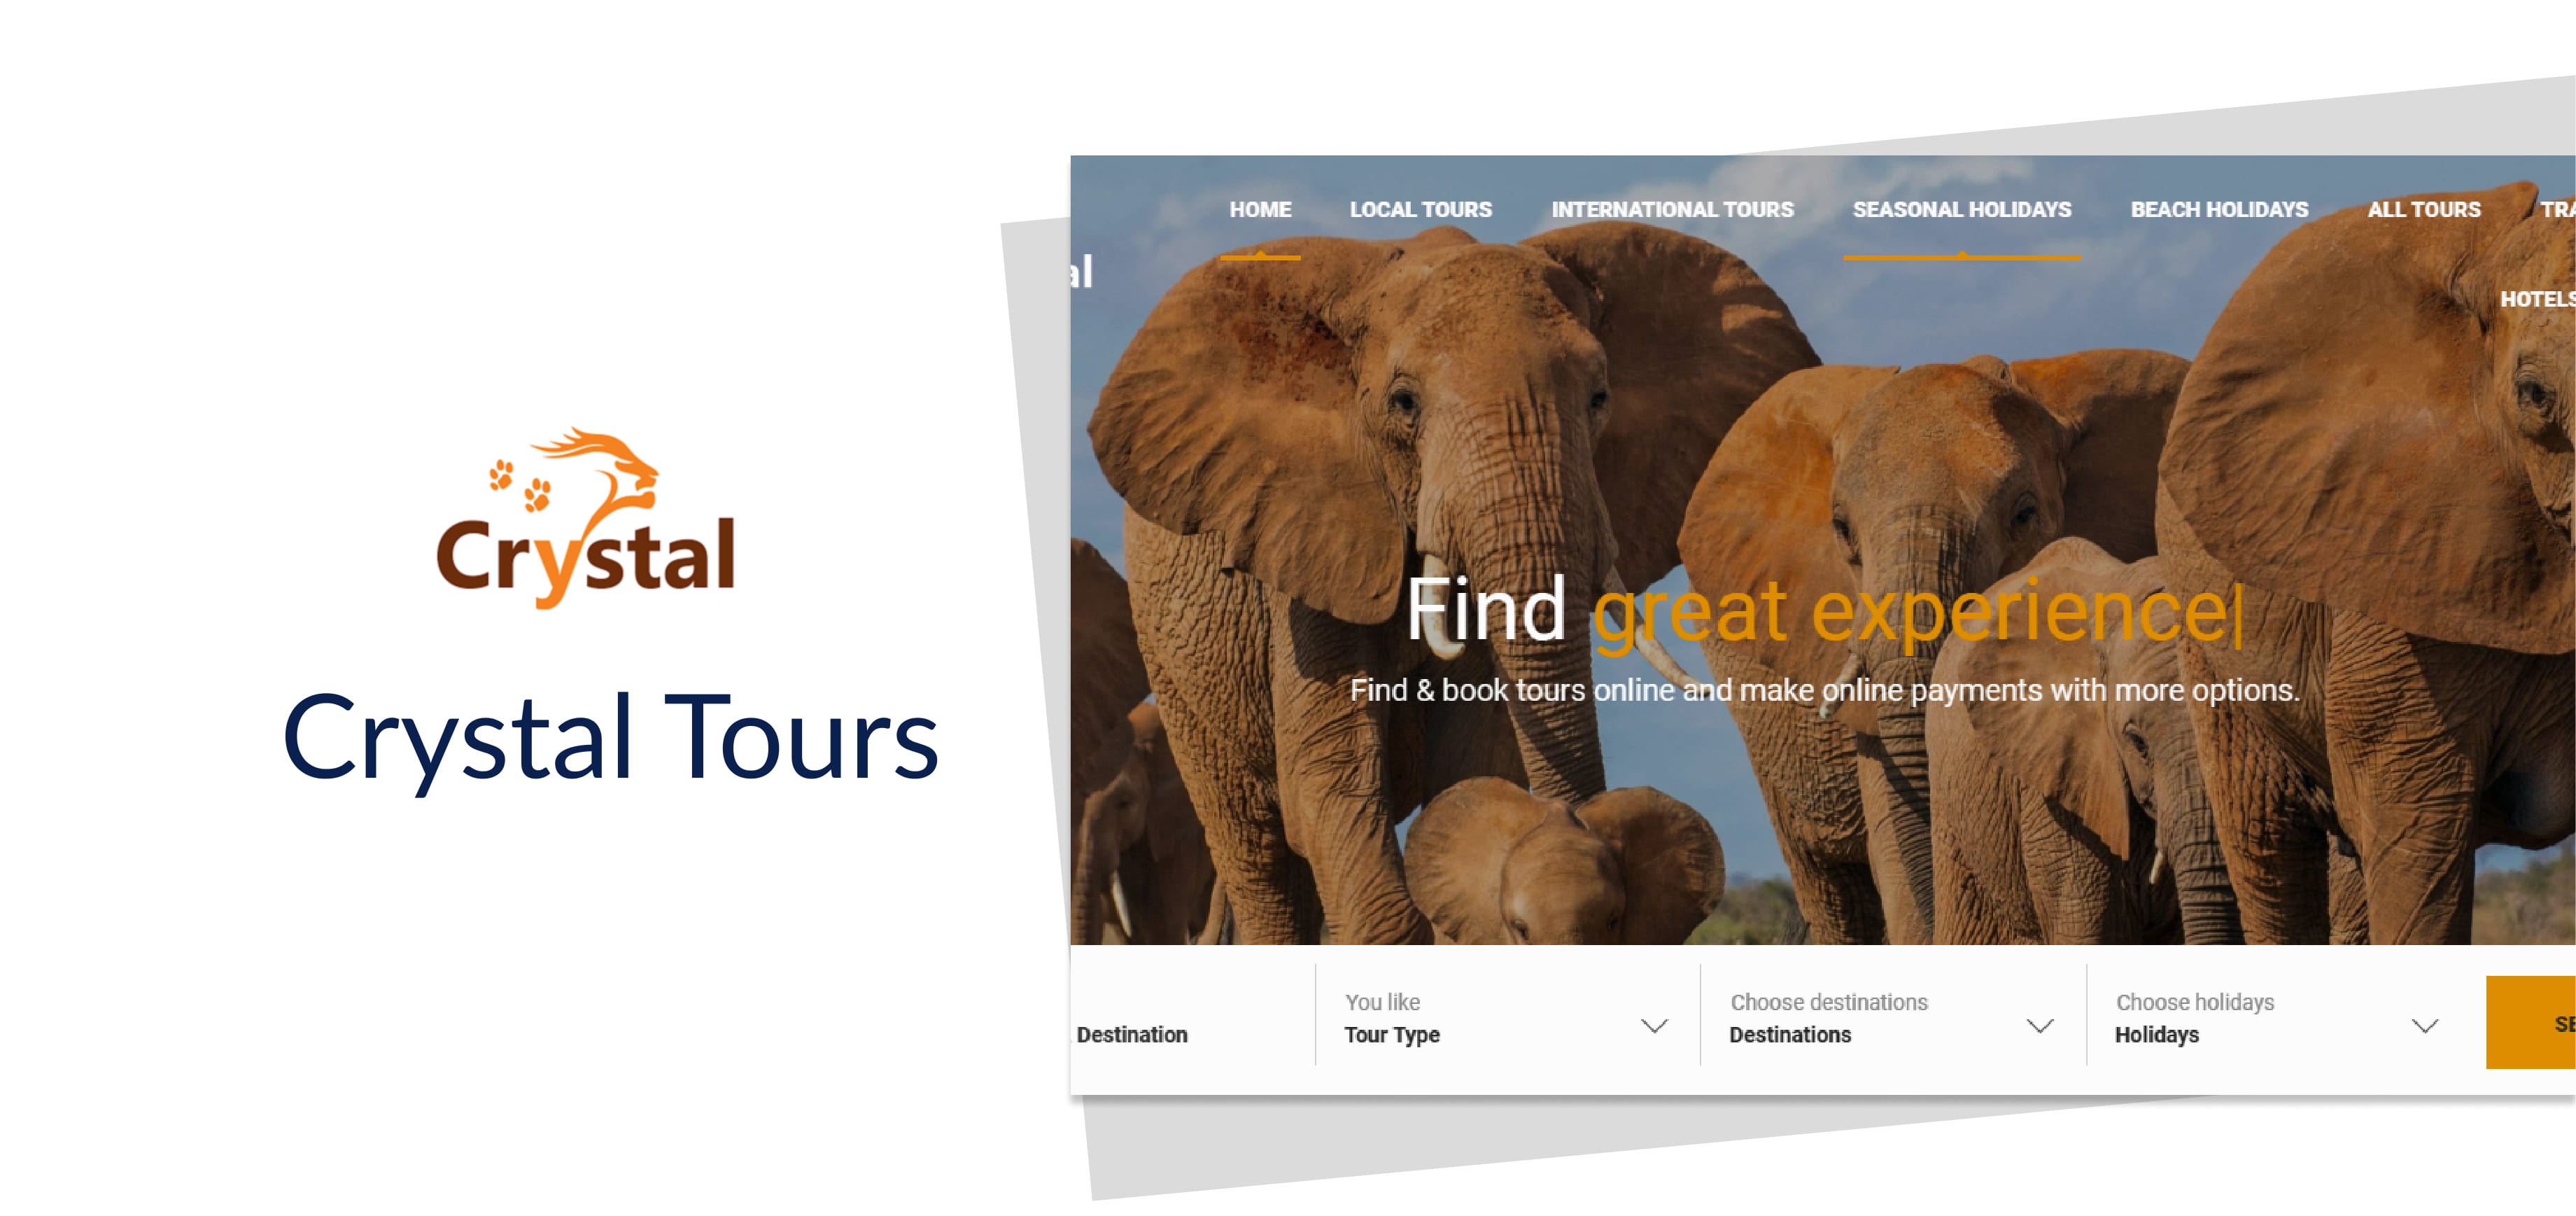 Crystal
Crystal Tours
HOME LOCAL TOURS INTERNATIONAL TOURS SEASONAL HOLIDAYS BEACH HOLIDAYS ALL TOURS
al
HOTELS
Find great experience
Find & book tours online and make online payments with more options.
Destination
You like
Tour Type
Choose destinations
Destinations
Choose holidays
Holidays